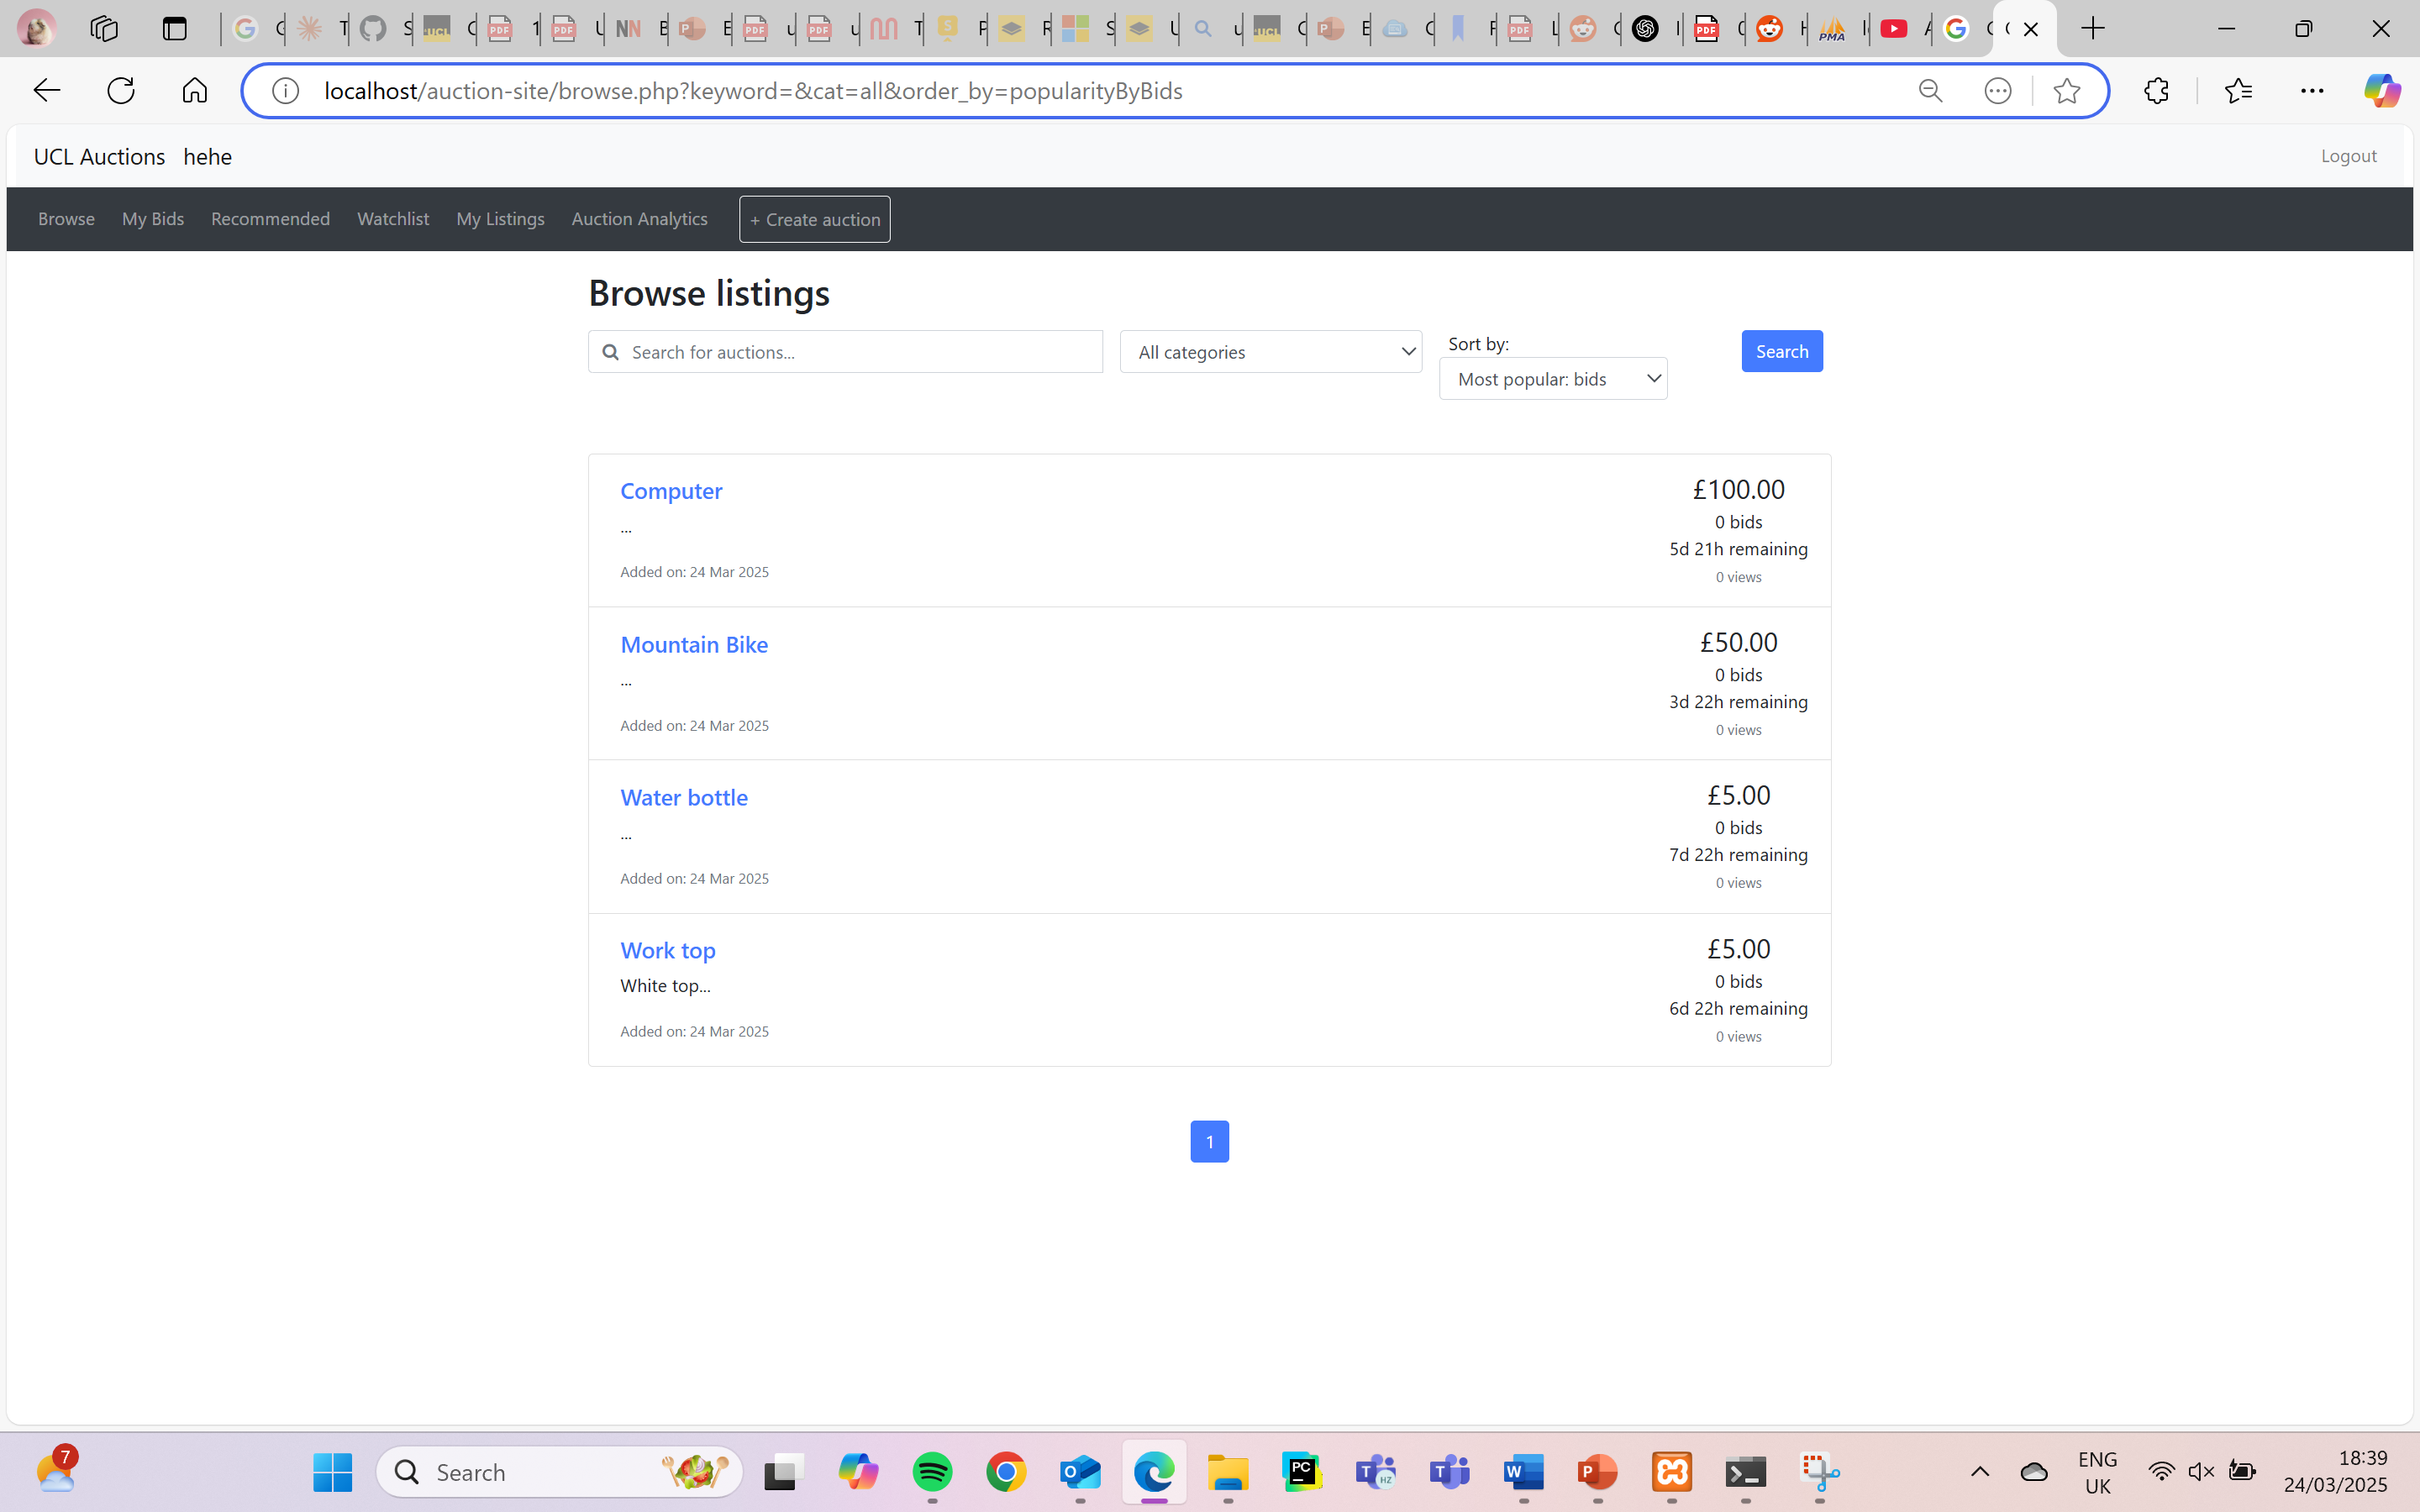 localhost/auction-site/browse.php?keyword=&cat=all&order_by=popularityByBids
UCL Auctions hehe Logout
Browse My Bids Recommended Watchlist My Listings Auction Analytics + Create auction
Browse listings
Search for auctions...
All categories
Sort by:
Most popular: bids
Search
Computer
...
Added on: 24 Mar 2025
£100.00
0 bids
5d 21h remaining
0 views
Mountain Bike
...
Added on: 24 Mar 2025
£50.00
0 bids
3d 22h remaining
0 views
Water bottle
...
Added on: 24 Mar 2025
£5.00
0 bids
7d 22h remaining
0 views
Work top
White top...
Added on: 24 Mar 2025
£5.00
0 bids
6d 22h remaining
0 views
1
7
Search
ENG
UK
18:39
24/03/2025